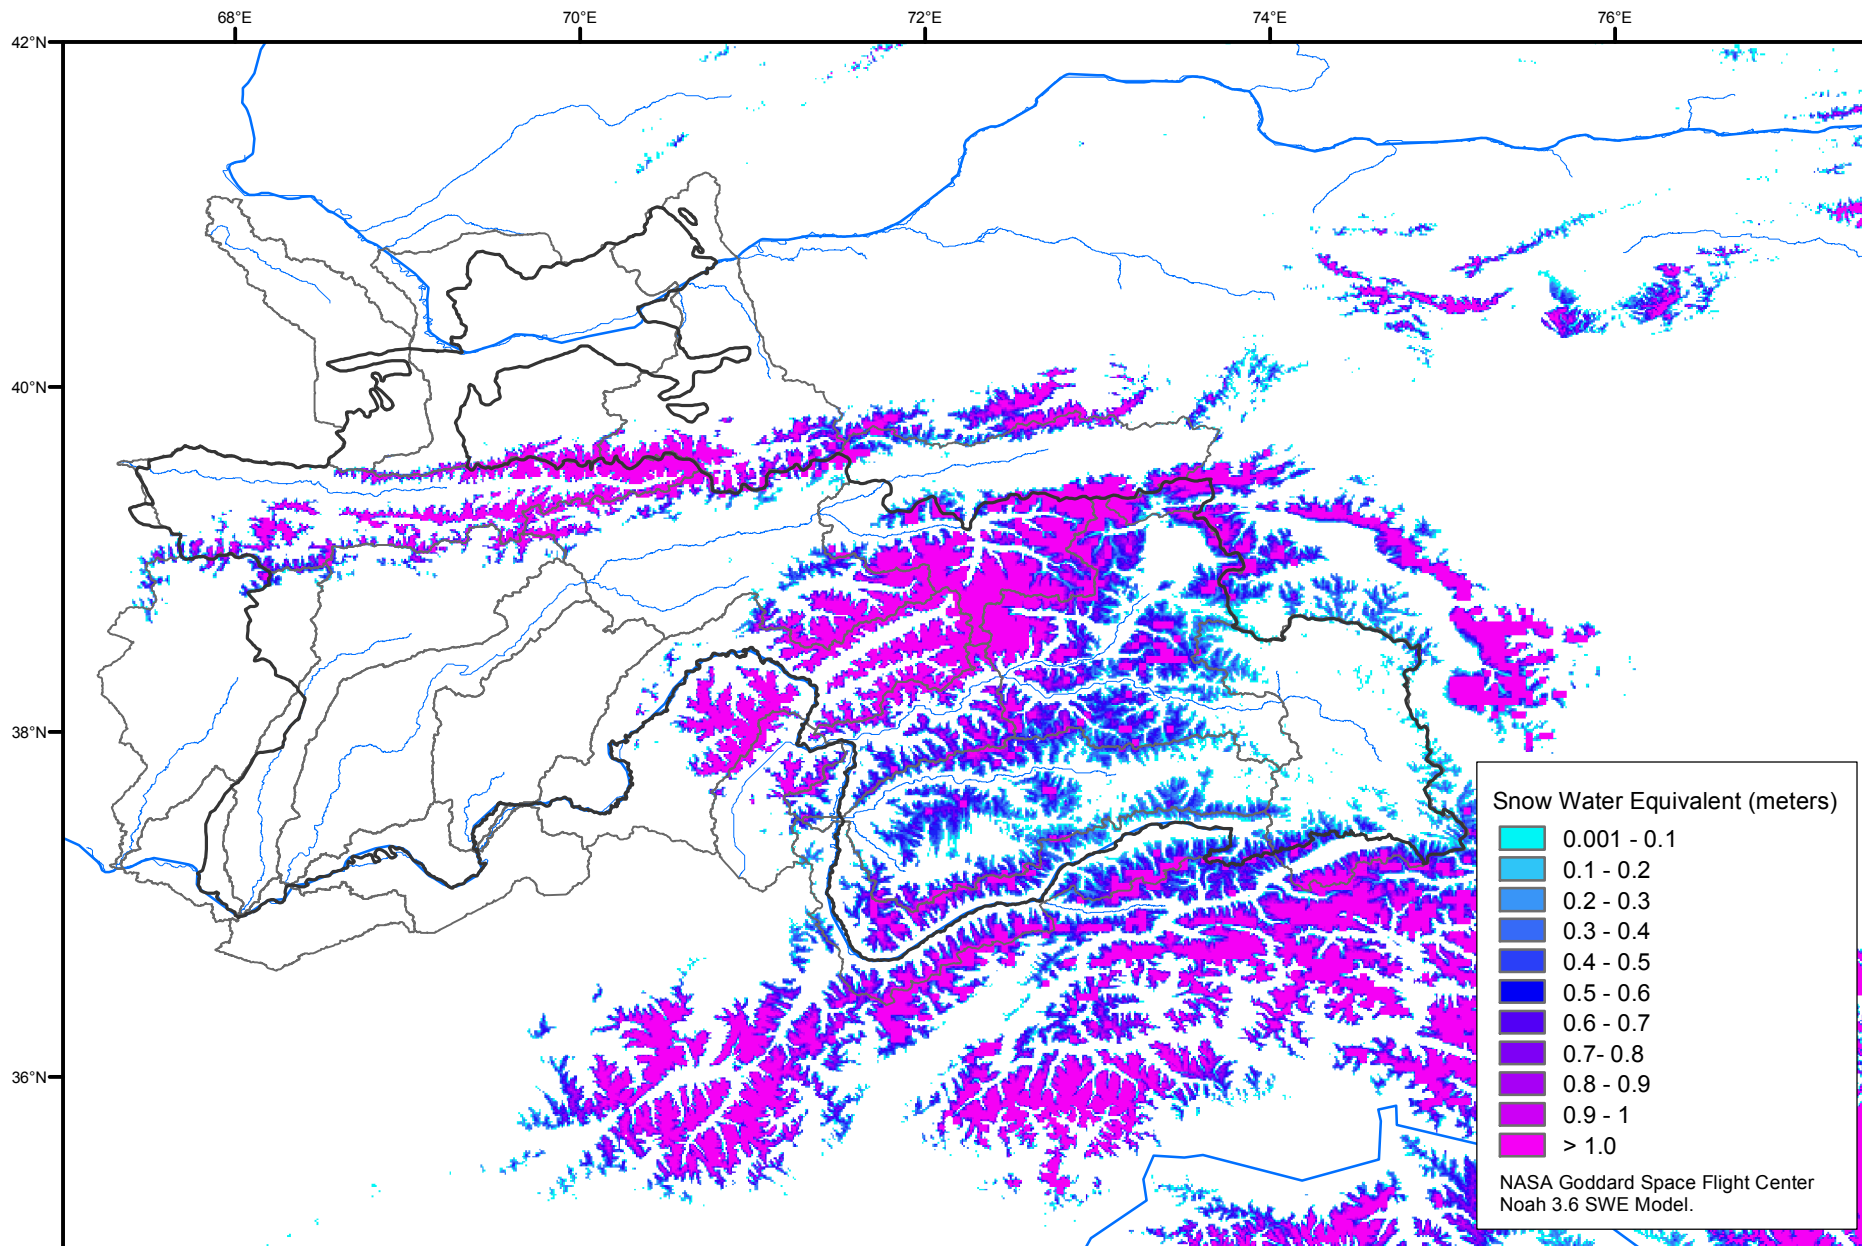 68°E
70°E
72°E
74°E
76°E
42°N
40°N
38°N
36°N
Snow Water Equivalent (meters)
0.001 - 0.1
0.1 - 0.2
0.2 - 0.3
0.3 - 0.4
0.4 - 0.5
0.5 - 0.6
0.6 - 0.7
0.7- 0.8
0.8 - 0.9
0.9 - 1
> 1.0
NASA Goddard Space Flight Center
Noah 3.6 SWE Model.